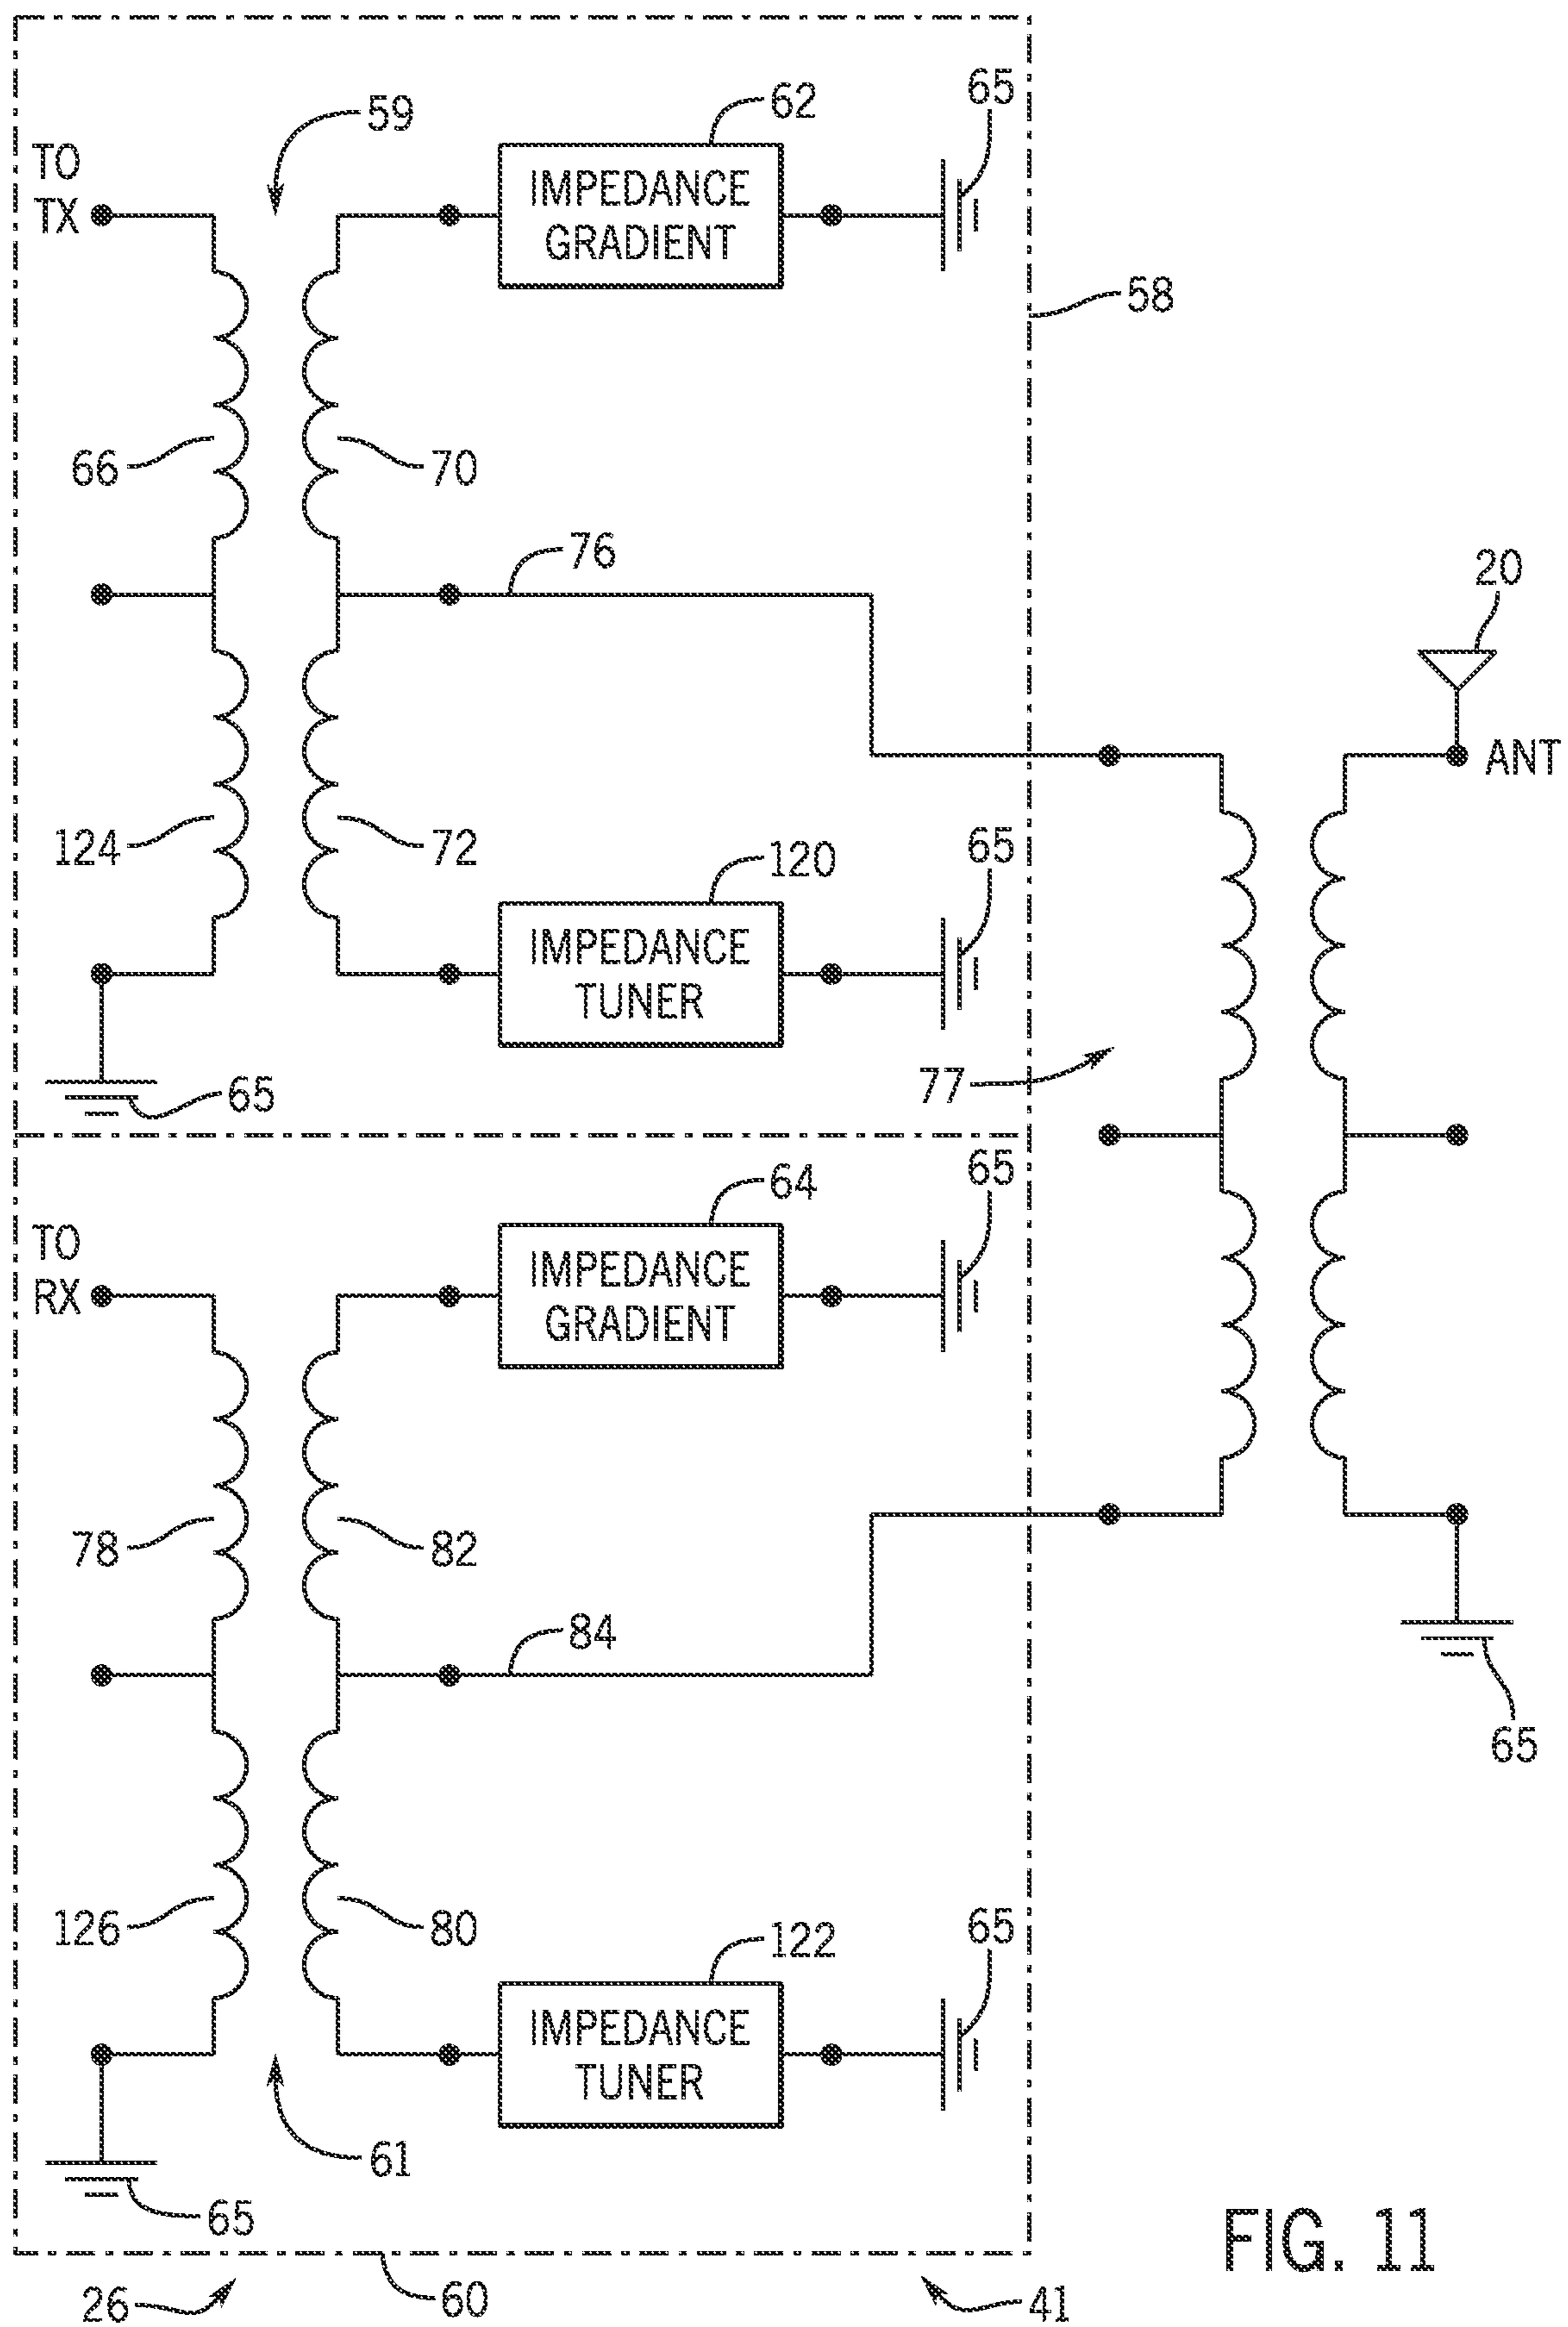 59
62
65
TO
TX
IMPEDANCE
GRADIENT
58
66
70
76
20
ANT
124
72
120
65
IMPEDANCE
TUNER
77
65
64
65
TO
RX
IMPEDANCE
GRADIENT
78
82
84
65
126
80
122
65
IMPEDANCE
TUNER
61
65
26
60
41
FIG. 11